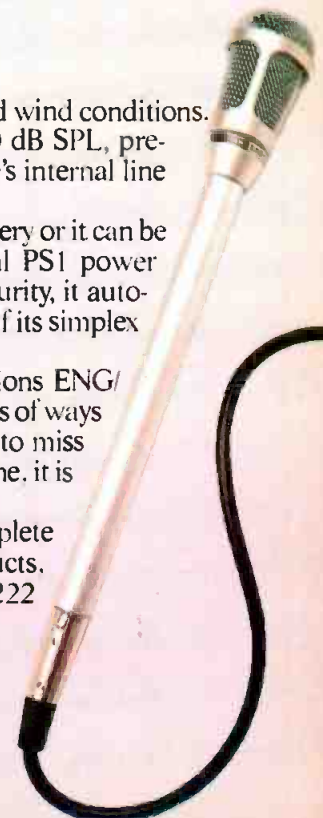 d wind conditions.
dB SPL, pre-
's internal line
ery or it can be
al PS1 power
urity, it auto-
f its simplex
ions ENG/
s of ways
to miss
ne. it is
plete
ucts.
222